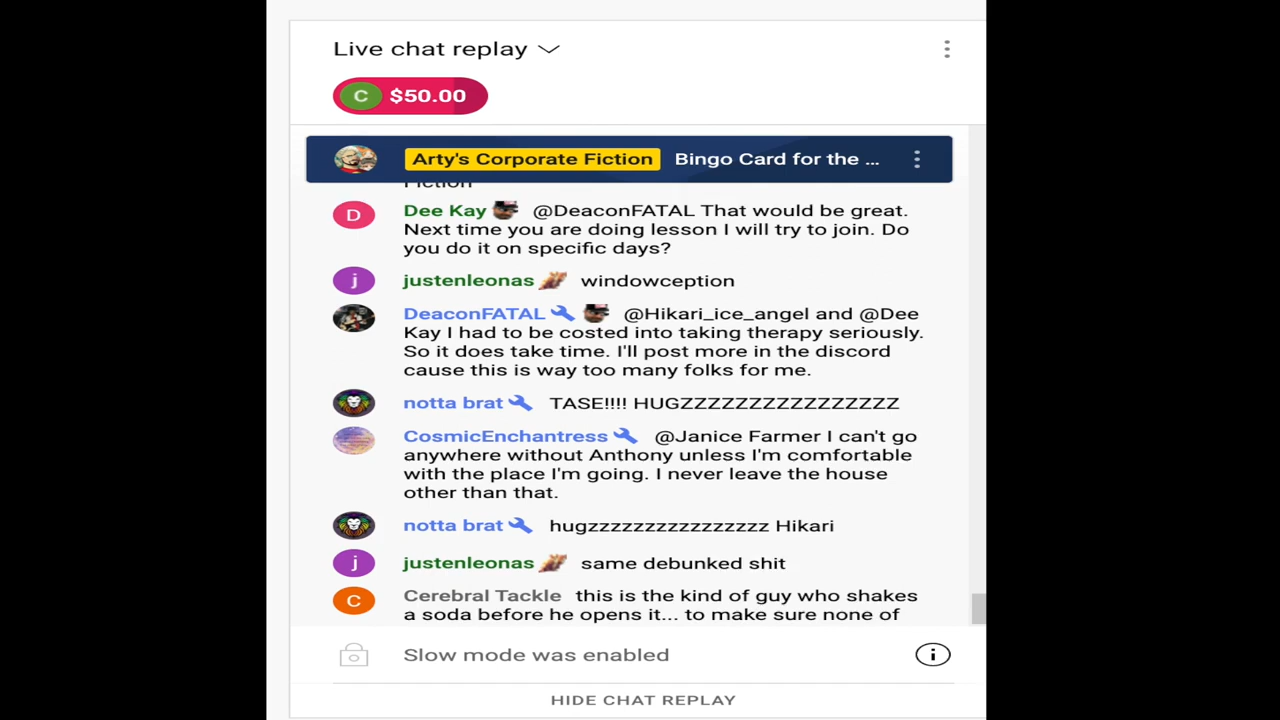 Live chat replay
C $50.00
Arty's Corporate Fiction Bingo Card for the ...
Fiction
D Dee Kay @DeaconFATAL That would be great.
Next time you are doing lesson I will try to join. Do
you do it on specific days?
j justenleonas windowception
DeaconFATAL @Hikari_ice_angel and @Dee
Kay I had to be costed into taking therapy seriously.
So it does take time. I'll post more in the discord
cause this is way too many folks for me.
notta brat TASE!!!! HUGZZZZZZZZZZZZZZZZ
CosmicEnchantress @Janice Farmer I can't go
anywhere without Anthony unless I'm comfortable
with the place I'm going. I never leave the house
other than that.
notta brat hugzzzzzzzzzzzzzzzz Hikari
j justenleonas same debunked shit
C Cerebral Tackle this is the kind of guy who shakes
a soda before he opens it... to make sure none of
Slow mode was enabled
HIDE CHAT REPLAY